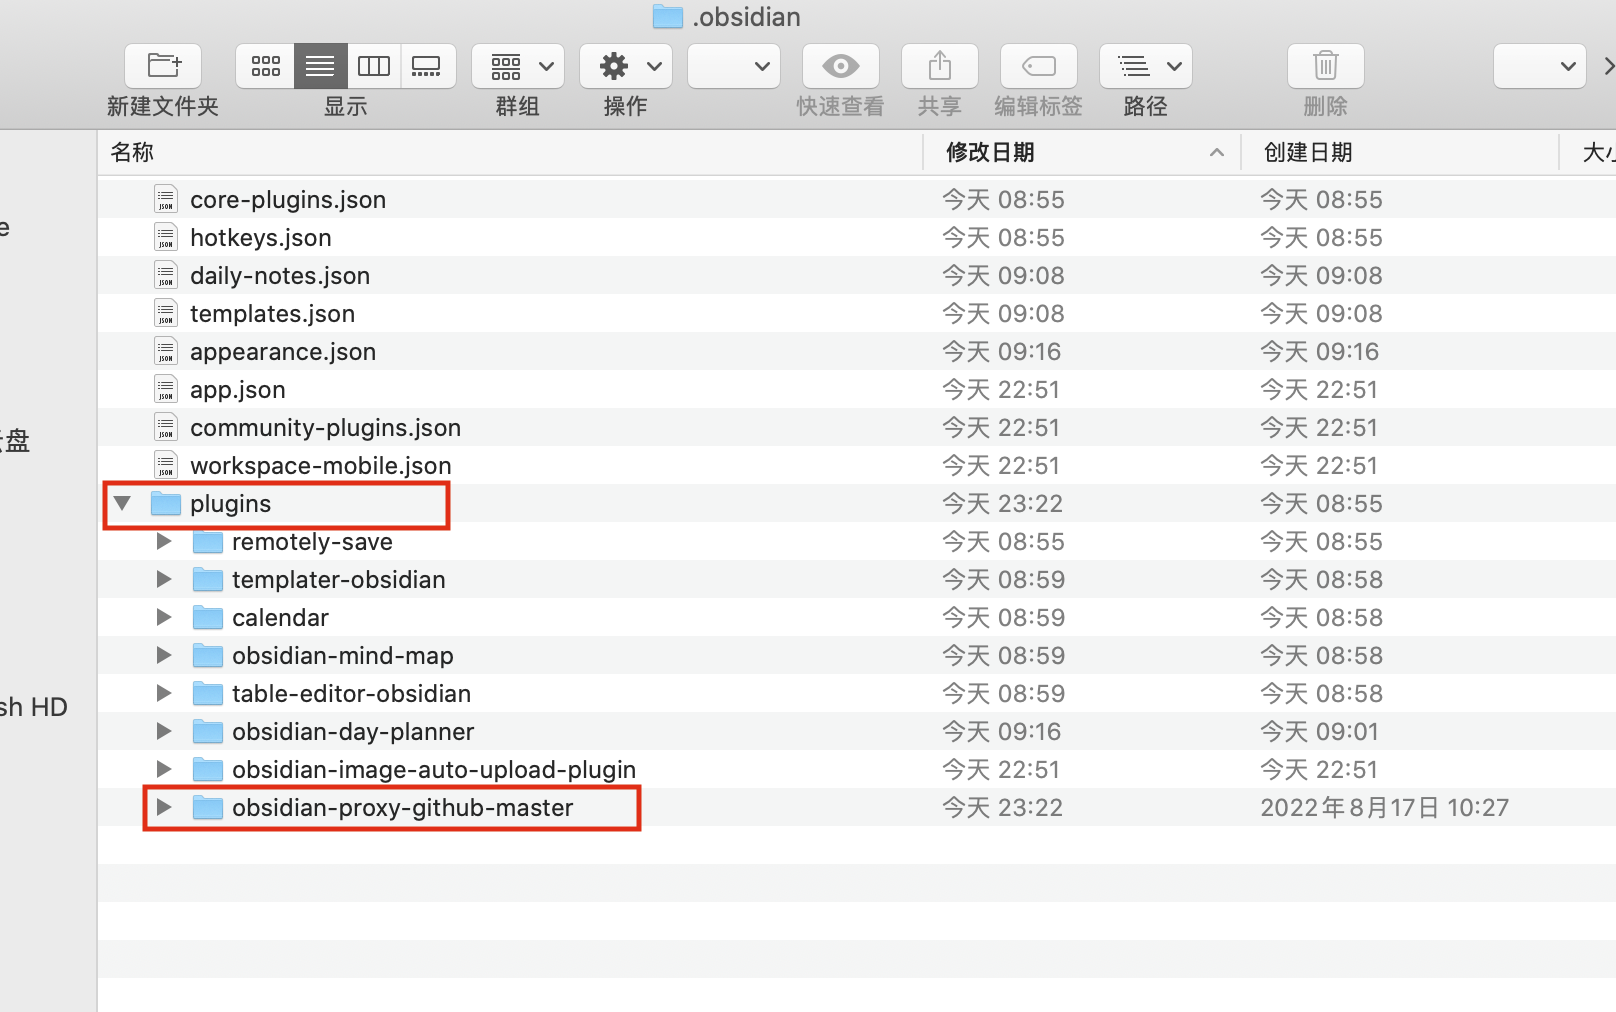 .obsidian
新建文件夹 显示 群组 操作 快速查看 共享 编辑标签 路径 删除
名称 修改日期 创建日期 大小
core-plugins.json 今天 08:55 今天 08:55
hotkeys.json 今天 08:55 今天 08:55
e
daily-notes.json 今天 09:08 今天 09:08
templates.json 今天 09:08 今天 09:08
appearance.json 今天 09:16 今天 09:16
app.json 今天 22:51 今天 22:51
community-plugins.json 今天 22:51 今天 22:51
盘
workspace-mobile.json 今天 22:51 今天 22:51
plugins 今天 23:22 今天 08:55
remotely-save 今天 08:55 今天 08:55
templater-obsidian 今天 08:59 今天 08:58
calendar 今天 08:59 今天 08:58
obsidian-mind-map 今天 08:59 今天 08:58
table-editor-obsidian 今天 08:59 今天 08:58
sh HD
obsidian-day-planner 今天 09:16 今天 09:01
obsidian-image-auto-upload-plugin 今天 22:51 今天 22:51
obsidian-proxy-github-master 今天 23:22 2022年8月17日 10:27